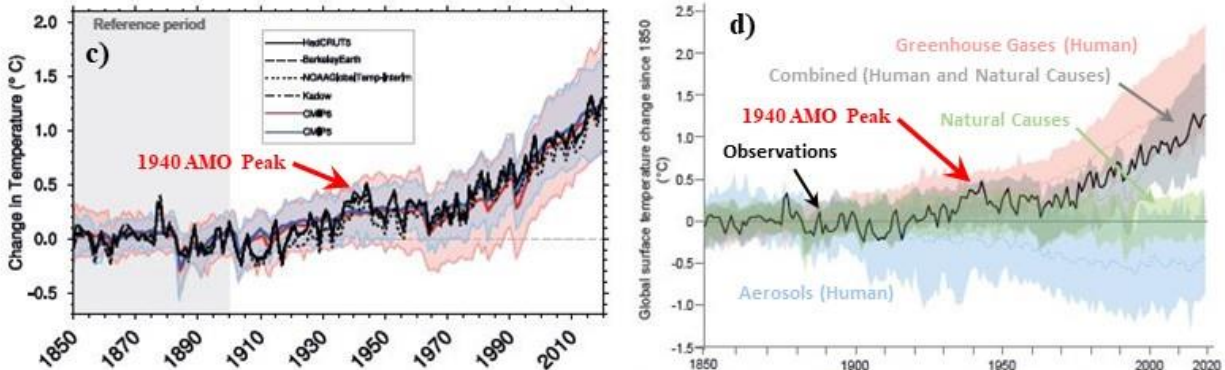 c)
Reference period
Change in Temperature (° C)
2.0
1.5
1.0
0.5
0.0
−0.5
HadCRUT5
BerkeleyEarth
NOAAGlobalTemp-Interim
Kadow
CMIP6
CMIP5
1940 AMO Peak
1850
1870
1890
1910
1930
1950
1970
1990
2010
d)
Global surface temperature change since 1850
(°C)
2.5
2.0
1.5
1.0
0.5
0
-0.5
-1.0
-1.5
Greenhouse Gases (Human)
Combined (Human and Natural Causes)
1940 AMO Peak
Natural Causes
Observations
Aerosols (Human)
1850
1900
1950
2000
2020